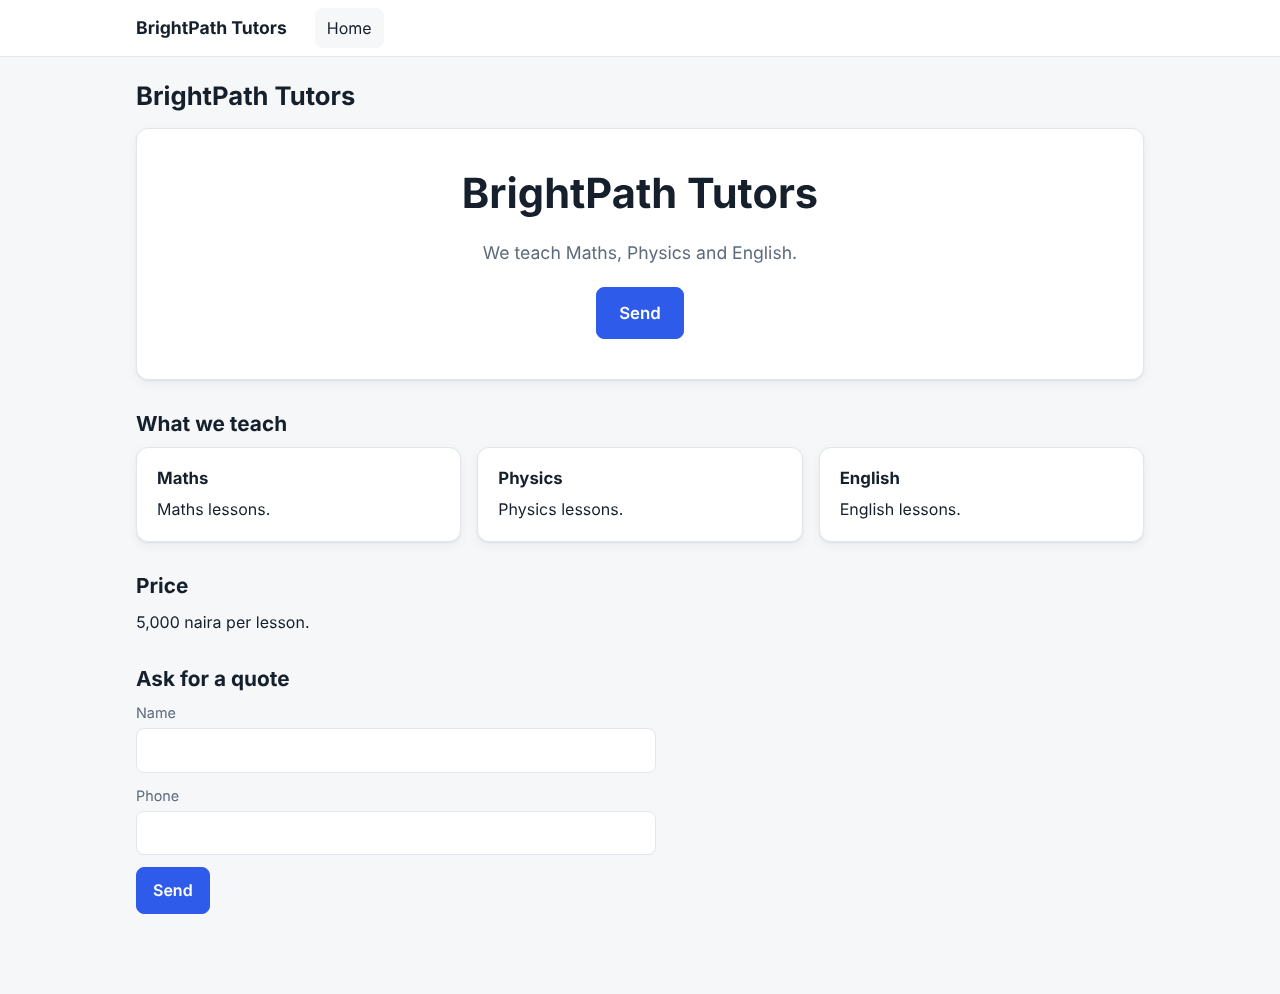 BrightPath Tutors
Home
BrightPath Tutors
BrightPath Tutors
We teach Maths, Physics and English.
Send
What we teach
Maths
Maths lessons.
Physics
Physics lessons.
English
English lessons.
Price
5,000 naira per lesson.
Ask for a quote
Name
Phone
Send